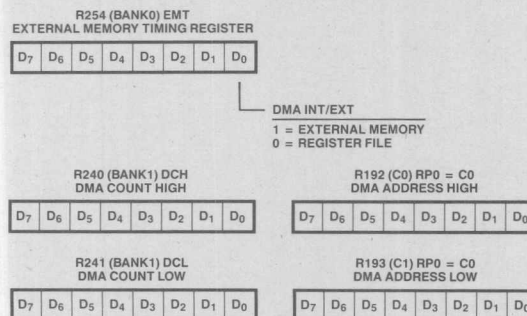 R254 (BANK0) EMT
EXTERNAL MEMORY TIMING REGISTER
D7 D6 D5 D4 D3 D2 D1 D0
DMA INT/EXT
1 = EXTERNAL MEMORY
0 = REGISTER FILE
R240 (BANK1) DCH
DMA COUNT HIGH
D7 D6 D5 D4 D3 D2 D1 D0
R192 (C0) RP0 = C0
DMA ADDRESS HIGH
D7 D6 D5 D4 D3 D2 D1 D0
R241 (BANK1) DCL
DMA COUNT LOW
D7 D6 D5 D4 D3 D2 D1 D0
R193 (C1) RP0 = C0
DMA ADDRESS LOW
D7 D6 D5 D4 D3 D2 D1 D0